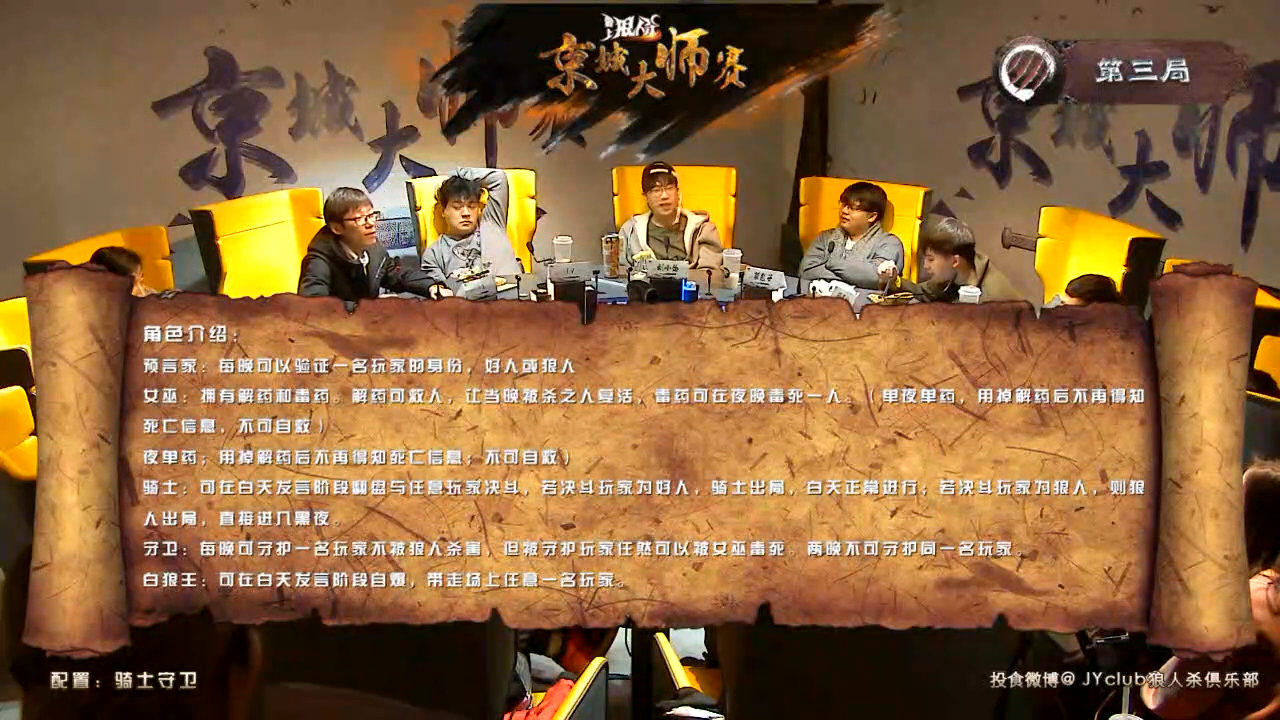 京城大师赛
第三局
京城大师
京城大师
角色介绍：
预言家：每晚可以验证一名玩家的身份，好人或狼人
女巫：拥有解药和毒药。解药可救人，让当晚被杀之人复活，毒药可在夜晚毒死一人。（单夜单药，用掉解药后不再得知
死亡信息，不可自救）
夜单药；用掉解药后不再得知死亡信息；不可自救）
骑士：可在白天发言阶段翻盘与任意玩家决斗，若决斗玩家为好人，骑士出局，白天正常进行；若决斗玩家为狼人，则狼
人出局，直接进入黑夜。
守卫：每晚可守护一名玩家不被狼人杀害，但被守护玩家任然可以被女巫毒死。两晚不可守护同一名玩家。
白狼王：可在白天发言阶段自爆，带走场上任意一名玩家。
配置：骑士守卫
投食微博@JYclub狼人杀俱乐部